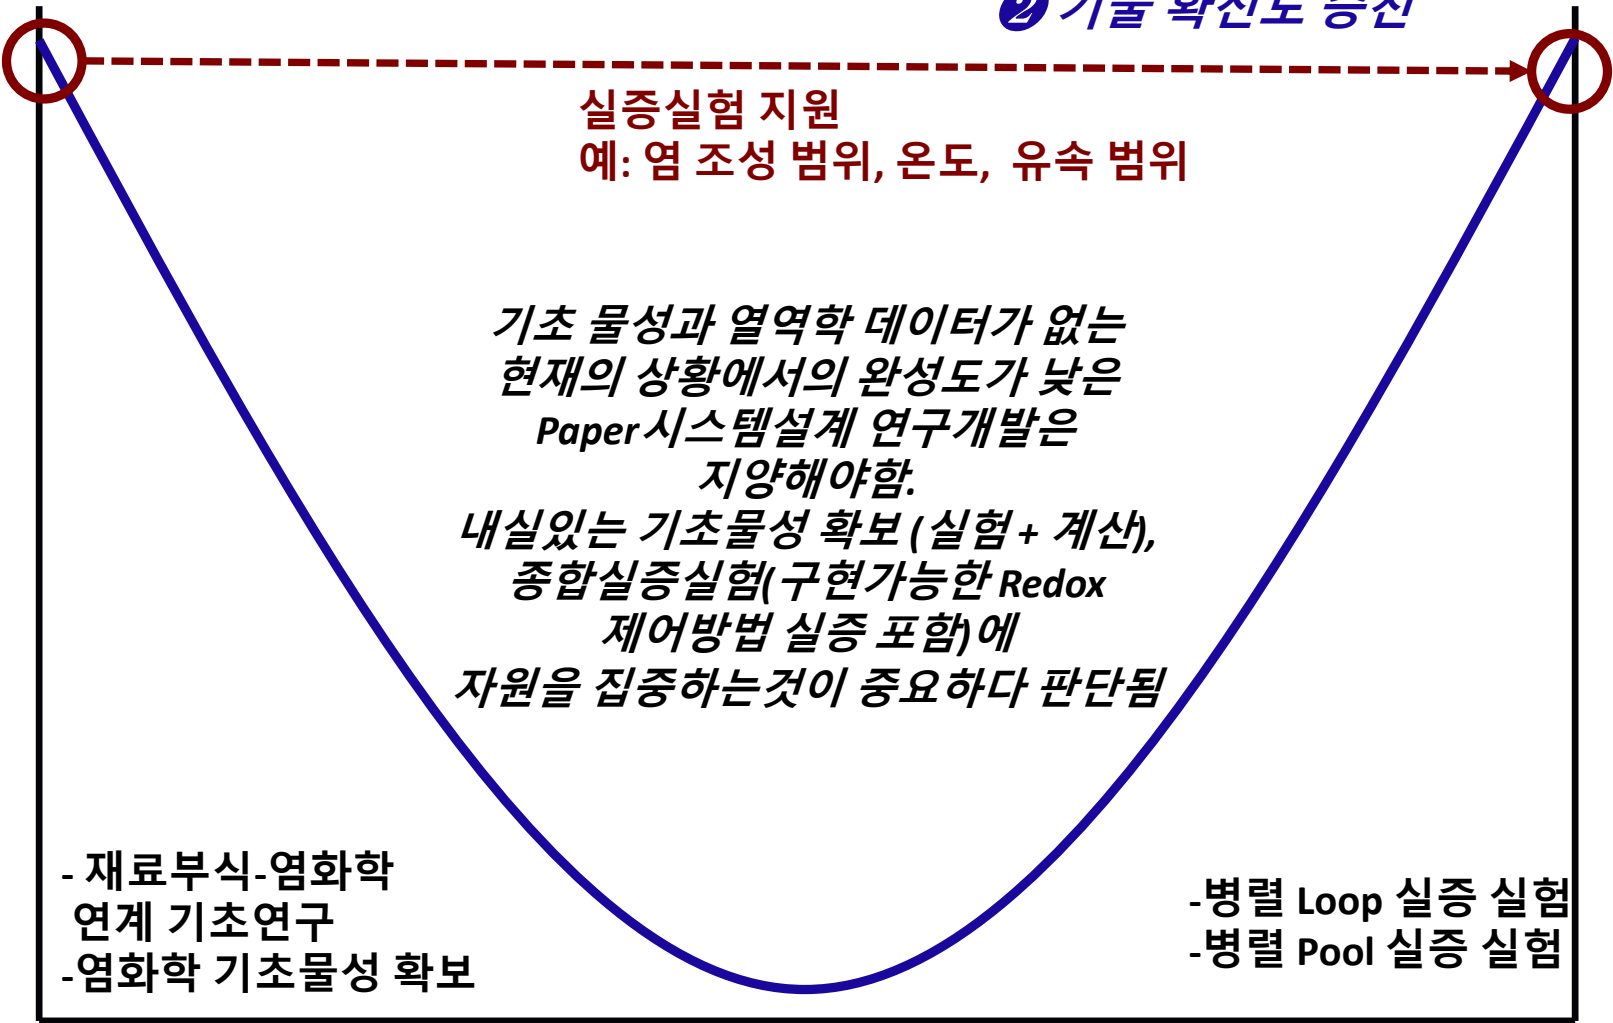 ❷ 기술 확신도 증진
실증실험 지원
예: 염 조성 범위, 온도, 유속 범위
기초 물성과 열역학 데이터가 없는
현재의 상황에서의 완성도가 낮은
Paper시스템설계 연구개발은
지양해야함.
내실있는 기초물성 확보 (실험 + 계산),
종합실증실험(구현가능한 Redox
제어방법 실증 포함)에
자원을 집중하는것이 중요하다 판단됨
- 재료부식-염화학
연계 기초연구
-염화학 기초물성 확보
-병렬 Loop 실증 실험
-병렬 Pool 실증 실험